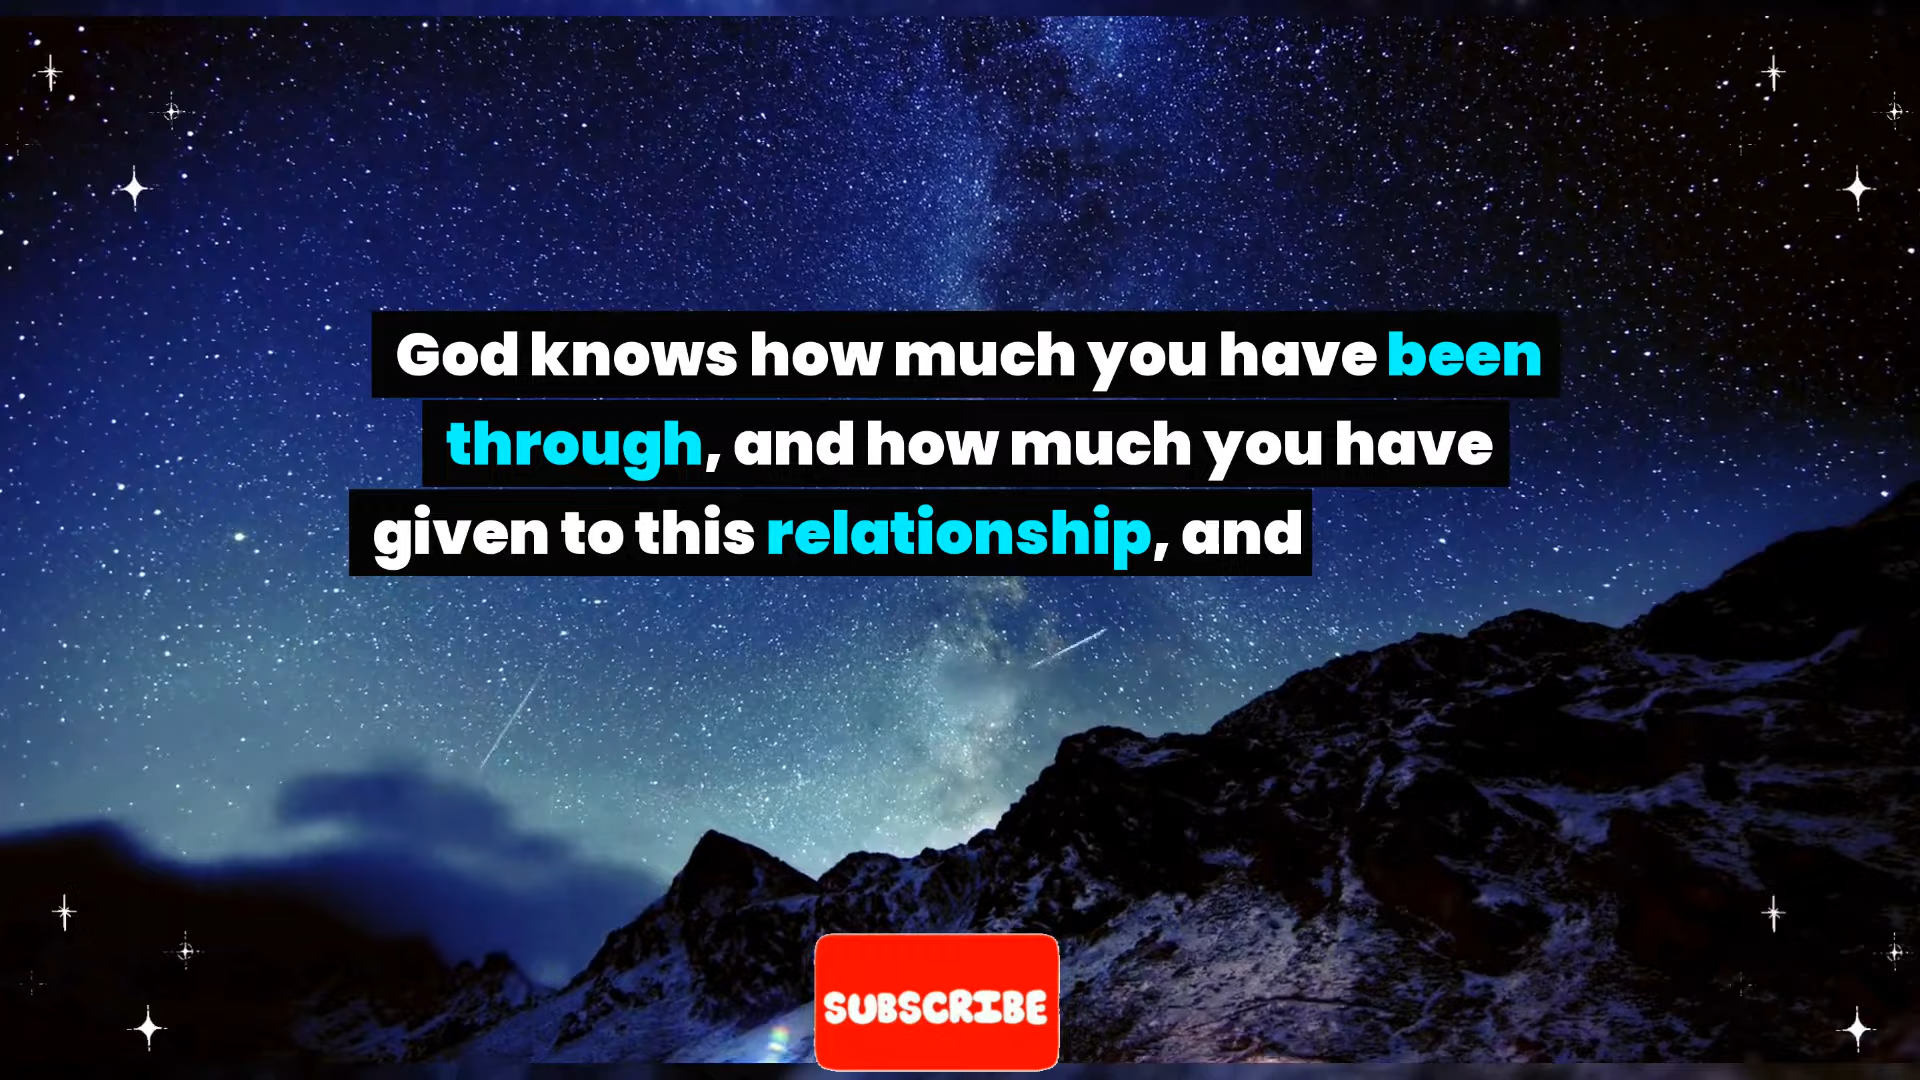 God knows how much you have been
through, and how much you have
given to this relationship, and
SUBSCRIBE